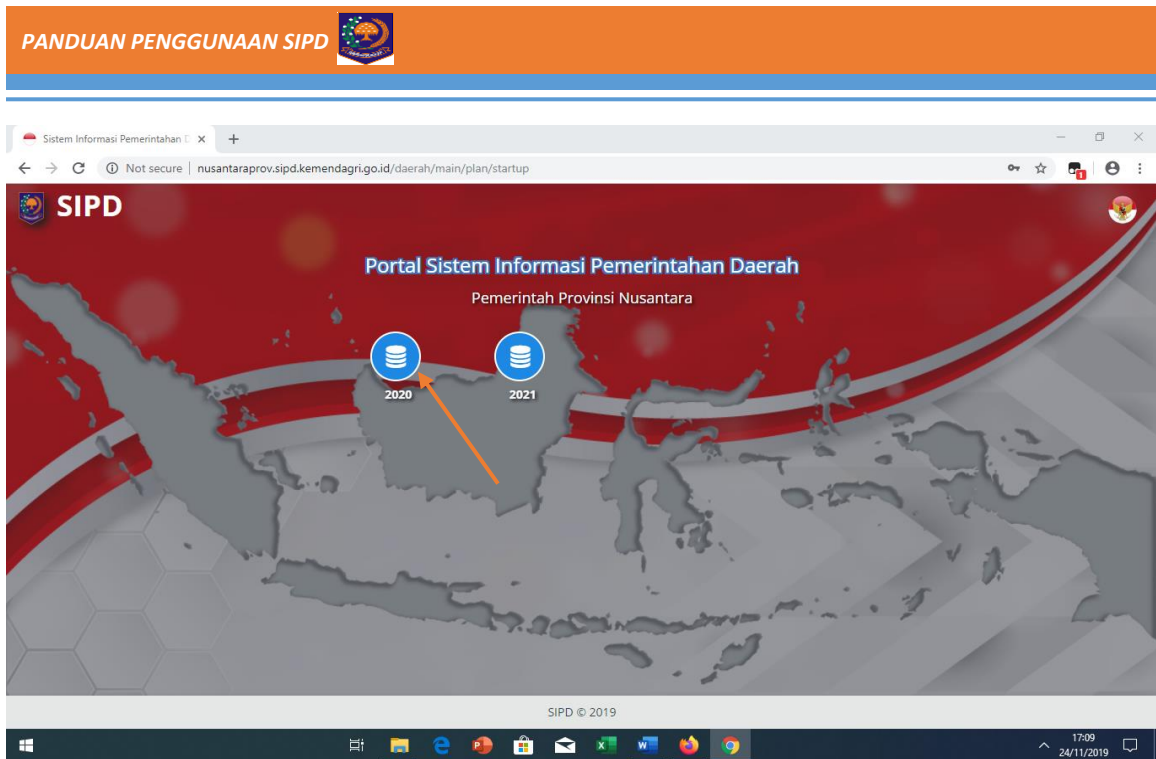 PANDUAN PENGGUNAAN SIPD
Sistem Informasi Pemerintahan D
Not secure | nusantaraprov.sipd.kemendagri.go.id/daerah/main/plan/startup
1
SIPD
Portal Sistem Informasi Pemerintahan Daerah
Pemerintah Provinsi Nusantara
2020
2021
SIPD © 2019
17:09
24/11/2019